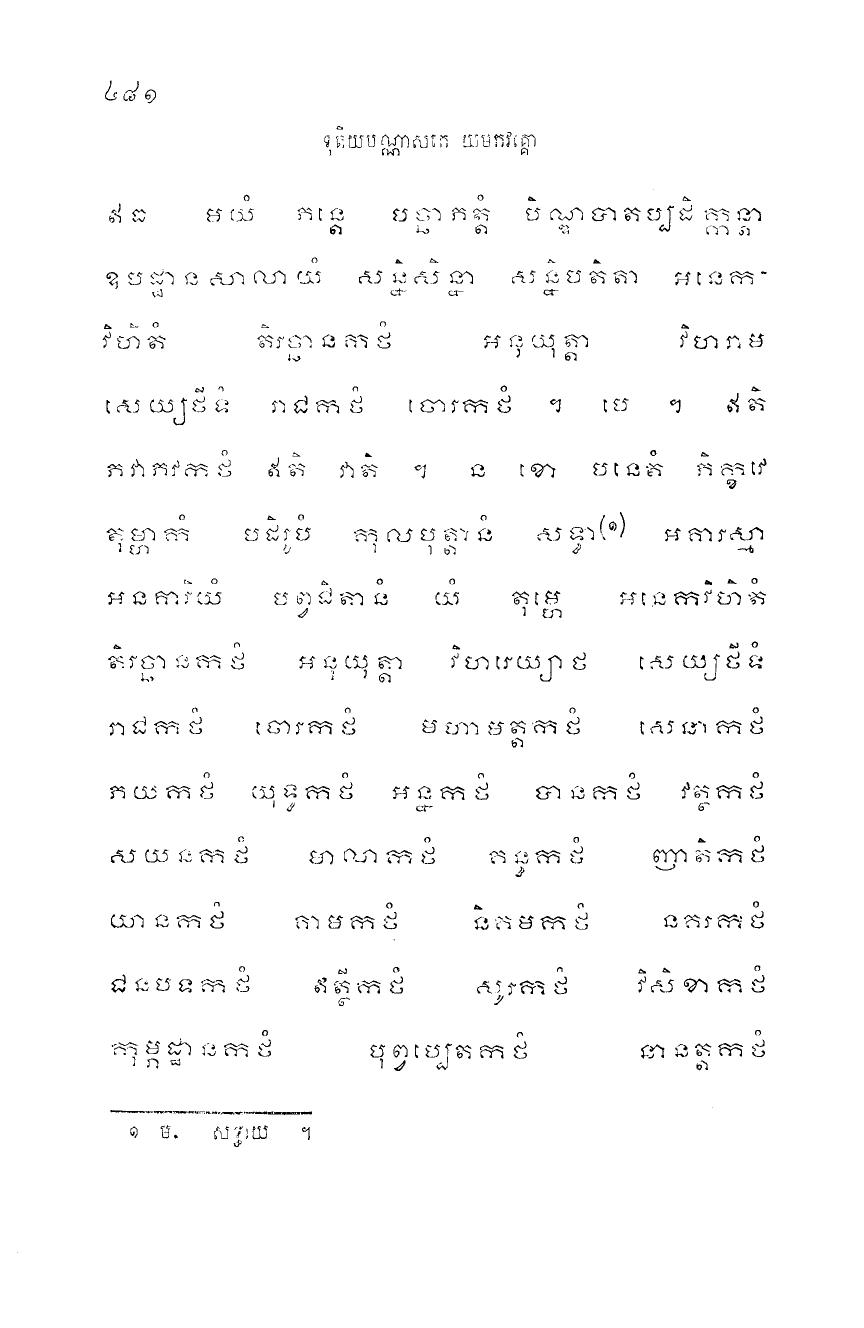 ៤៨១
ទុតិយបណ្ណាសកេ យមកវគ្គោ
ឥធ មយំ ភន្តេ បច្ឆាភត្តំ បិណ្ឌបាតប្បដិក្កន្តា
ឧបដ្ឋានសាលាយំ សន្និសិន្នា សន្និបតិតា អនេក-
វិហិតំ តិរច្ឆានកថំ អនុយុត្តា វិហរាម
សេយ្យថីទំ រាជកថំ ចោរកថំ ។ បេ ។ ឥតិ
ភវាភវកថំ ឥតិ វាតិ ។ ន ខោ បនេតំ ភិក្ខវេ
តុម្ហាកំ បដិរូបំ កុលបុត្តានំ សទ្ធា(១) អគារស្មា
អនគារិយំ បព្វជិតានំ យំ តុម្ហេ អនេកវិហិតំ
តិរច្ឆានកថំ អនុយុត្តា វិហរេយ្យាថ សេយ្យថីទំ
រាជកថំ ចោរកថំ មហាមត្តកថំ សេនាកថំ
ភយកថំ យុទ្ធកថំ អន្នកថំ បានកថំ វត្ថកថំ
សយនកថំ មាលាកថំ គន្ធកថំ ញាតិកថំ
យានកថំ គាមកថំ និគមកថំ នគរកថំ
ជនបទកថំ ឥត្ថីកថំ សូរកថំ វិសិខាកថំ
កុម្ភដ្ឋានកថំ បុព្វប្បេតកថំ នានត្តកថំ
១ ម. សទ្ធាយ ។